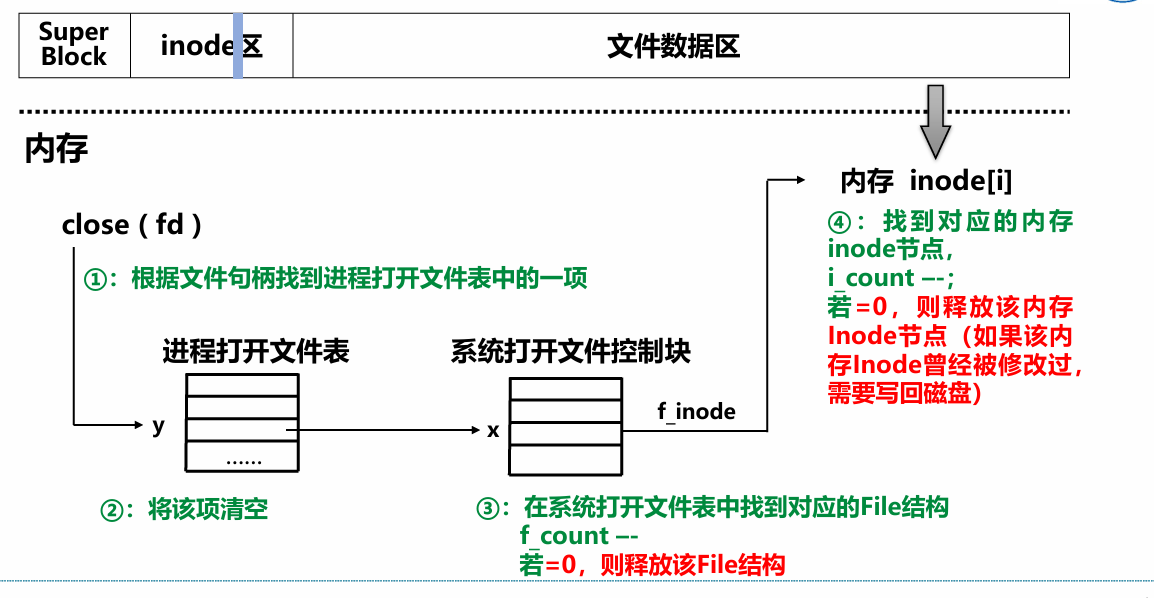 Super
Block
inode区
文件数据区
内存
内存 inode[i]
close ( fd )
④：找到对应的内存
inode节点，
i_count –-；
若=0，则释放该内存
Inode节点（如果该内
存Inode曾经被修改过，
需要写回磁盘）
①：根据文件句柄找到进程打开文件表中的一项
进程打开文件表
系统打开文件控制块
f_inode
y
x
……
②：将该项清空
③：在系统打开文件表中找到对应的File结构
f_count –-
若=0，则释放该File结构